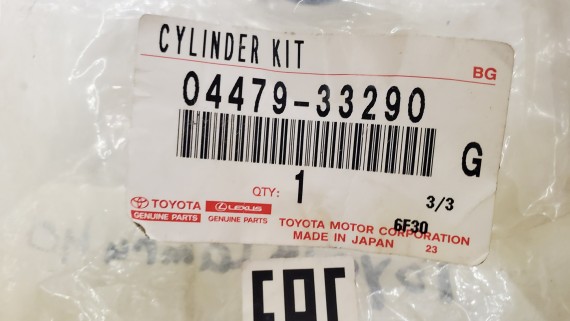 CYLINDER KIT
BG
04479-33290
G
QTY: 1
3/3
TOYOTA LEXUS
GENUINE PARTS GENUINE PARTS
6F30
TOYOTA MOTOR CORPORATION
MADE IN JAPAN 23
EAC